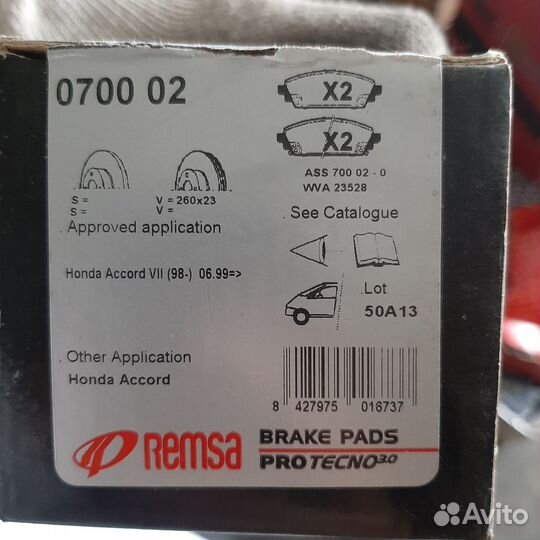 0700 02
X2
X2
ASS 700 02 - 0
WVA 23528
S =
S =
V = 260x23
V =
See Catalogue
Approved application
Honda Accord VII (98-) 06.99=>
Lot
50A13
Other Application
Honda Accord
8 427975 016737
Remsa
BRAKE PADS
PROTECNO3.0
Avito